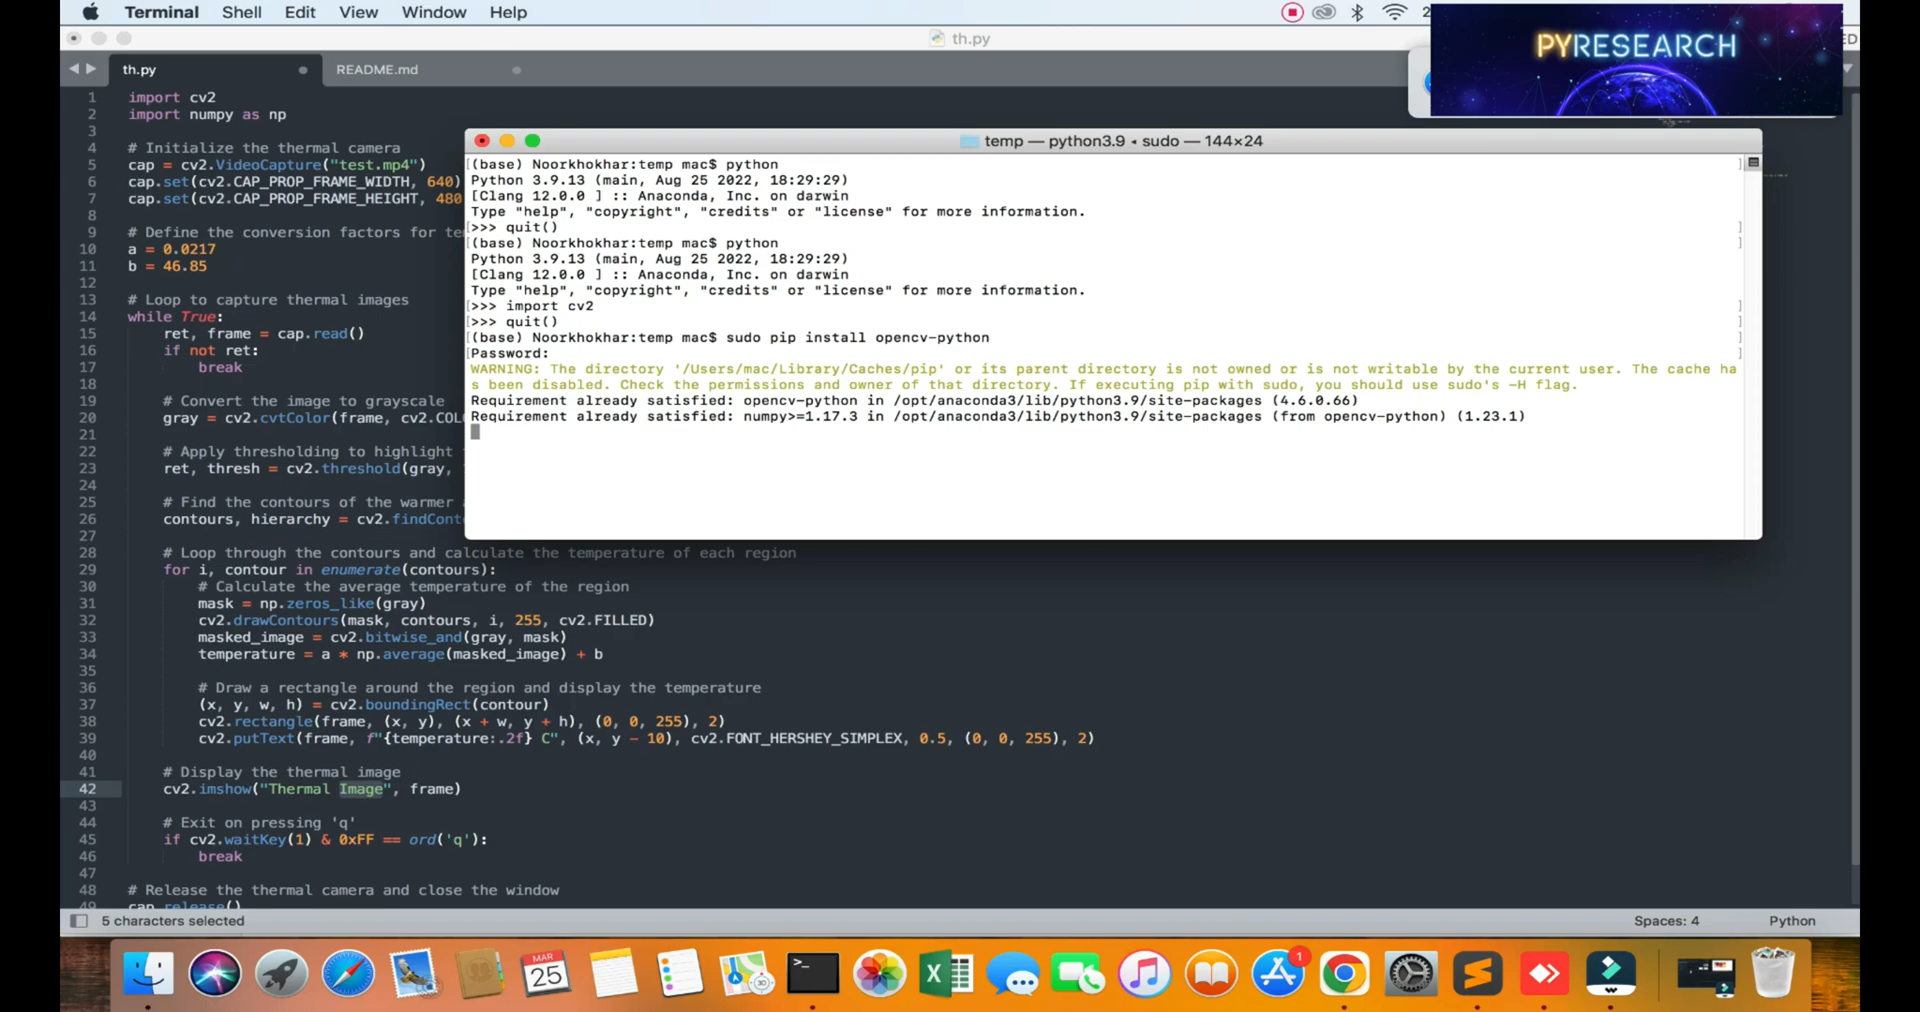 Terminal Shell Edit View Window Help
th.py
PYRESEARCH
th.py README.md
1 import cv2
2 import numpy as np
3
4 # Initialize the thermal camera
5 cap = cv2.VideoCapture("test.mp4")
6 cap.set(cv2.CAP_PROP_FRAME_WIDTH, 640)
7 cap.set(cv2.CAP_PROP_FRAME_HEIGHT, 480
8
9 # Define the conversion factors for te
10 a = 0.0217
11 b = 46.85
12
13 # Loop to capture thermal images
14 while True:
15 ret, frame = cap.read()
16 if not ret:
17 break
18
19 # Convert the image to grayscale
20 gray = cv2.cvtColor(frame, cv2.COL
21
22 # Apply thresholding to highlight
23 ret, thresh = cv2.threshold(gray,
24
25 # Find the contours of the warmer
26 contours, hierarchy = cv2.findCont
27
28 # Loop through the contours and calculate the temperature of each region
29 for i, contour in enumerate(contours):
30 # Calculate the average temperature of the region
31 mask = np.zeros_like(gray)
32 cv2.drawContours(mask, contours, i, 255, cv2.FILLED)
33 masked_image = cv2.bitwise_and(gray, mask)
34 temperature = a * np.average(masked_image) + b
35
36 # Draw a rectangle around the region and display the temperature
37 (x, y, w, h) = cv2.boundingRect(contour)
38 cv2.rectangle(frame, (x, y), (x + w, y + h), (0, 0, 255), 2)
39 cv2.putText(frame, f"{temperature:.2f} C", (x, y - 10), cv2.FONT_HERSHEY_SIMPLEX, 0.5, (0, 0, 255), 2)
40
41 # Display the thermal image
42 cv2.imshow("Thermal Image", frame)
43
44 # Exit on pressing 'q'
45 if cv2.waitKey(1) & 0xFF == ord('q'):
46 break
47
48 # Release the thermal camera and close the window
49 cap.release()
temp — python3.9 ◂ sudo — 144×24
[(base) Noorkhokhar:temp mac$ python ]
Python 3.9.13 (main, Aug 25 2022, 18:29:29)
[Clang 12.0.0 ] :: Anaconda, Inc. on darwin
Type "help", "copyright", "credits" or "license" for more information.
[>>> quit() ]
[(base) Noorkhokhar:temp mac$ python ]
Python 3.9.13 (main, Aug 25 2022, 18:29:29)
[Clang 12.0.0 ] :: Anaconda, Inc. on darwin
Type "help", "copyright", "credits" or "license" for more information.
[>>> import cv2 ]
[>>> quit() ]
[(base) Noorkhokhar:temp mac$ sudo pip install opencv-python ]
[Password: ]
WARNING: The directory '/Users/mac/Library/Caches/pip' or its parent directory is not owned or is not writable by the current user. The cache ha
s been disabled. Check the permissions and owner of that directory. If executing pip with sudo, you should use sudo's -H flag.
Requirement already satisfied: opencv-python in /opt/anaconda3/lib/python3.9/site-packages (4.6.0.66)
Requirement already satisfied: numpy>=1.17.3 in /opt/anaconda3/lib/python3.9/site-packages (from opencv-python) (1.23.1)
5 characters selected Spaces: 4 Python
MAR
25
3D
>_
X
1